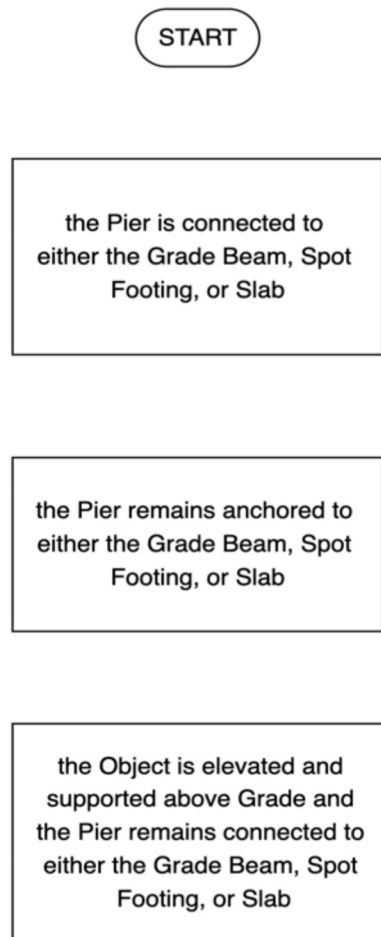 START
the Pier is connected to
either the Grade Beam, Spot
Footing, or Slab
the Pier remains anchored to
either the Grade Beam, Spot
Footing, or Slab
the Object is elevated and
supported above Grade and
the Pier remains connected to
either the Grade Beam, Spot
Footing, or Slab